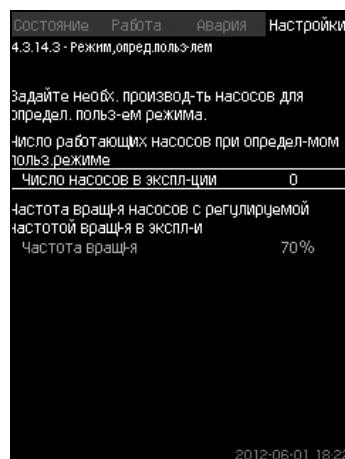 Состояние Работа Авария Настройки
4.3.14.3 - Режим,опред.польз-лем
Задайте необх. производ-ть насосов для
определ. польз-ем режима.
Число работающих насосов при определ-мом
польз.режиме
Число насосов в экспл-ции 0
Частота вращ-я насосов с регулируемой
частотой вращ-я в экспл-и
Частота вращ-я 70%
2012-06-01 18:22